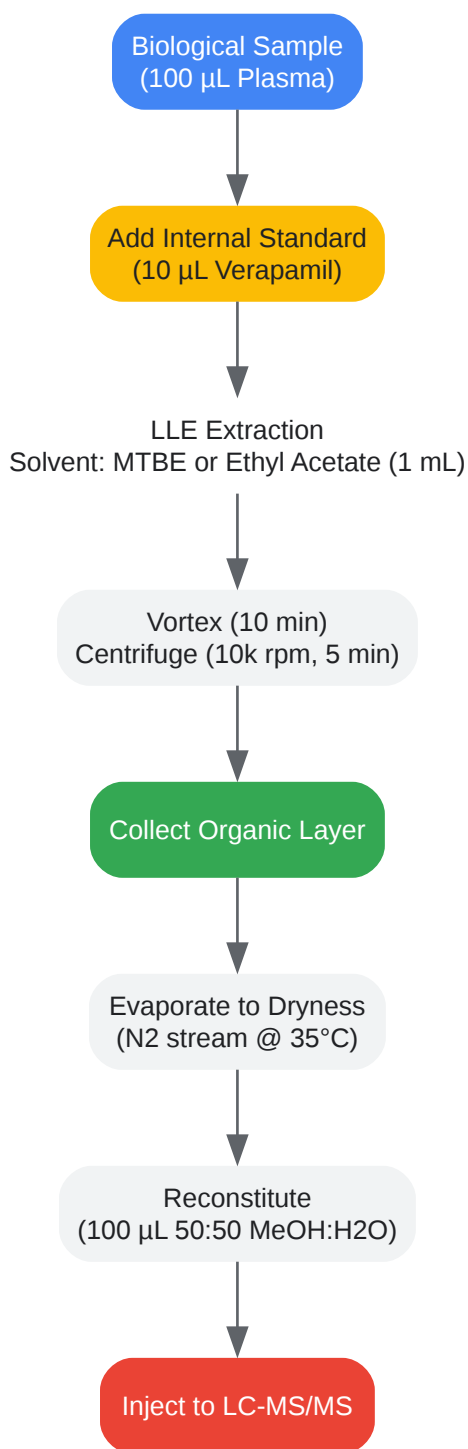 Biological Sample
(100 µL Plasma)
Add Internal Standard
(10 µL Verapamil)
LLE Extraction
Solvent: MTBE or Ethyl Acetate (1 mL)
Vortex (10 min)
Centrifuge (10k rpm, 5 min)
Collect Organic Layer
Evaporate to Dryness
(N2 stream @ 35°C)
Reconstitute
(100 µL 50:50 MeOH:H2O)
Inject to LC-MS/MS